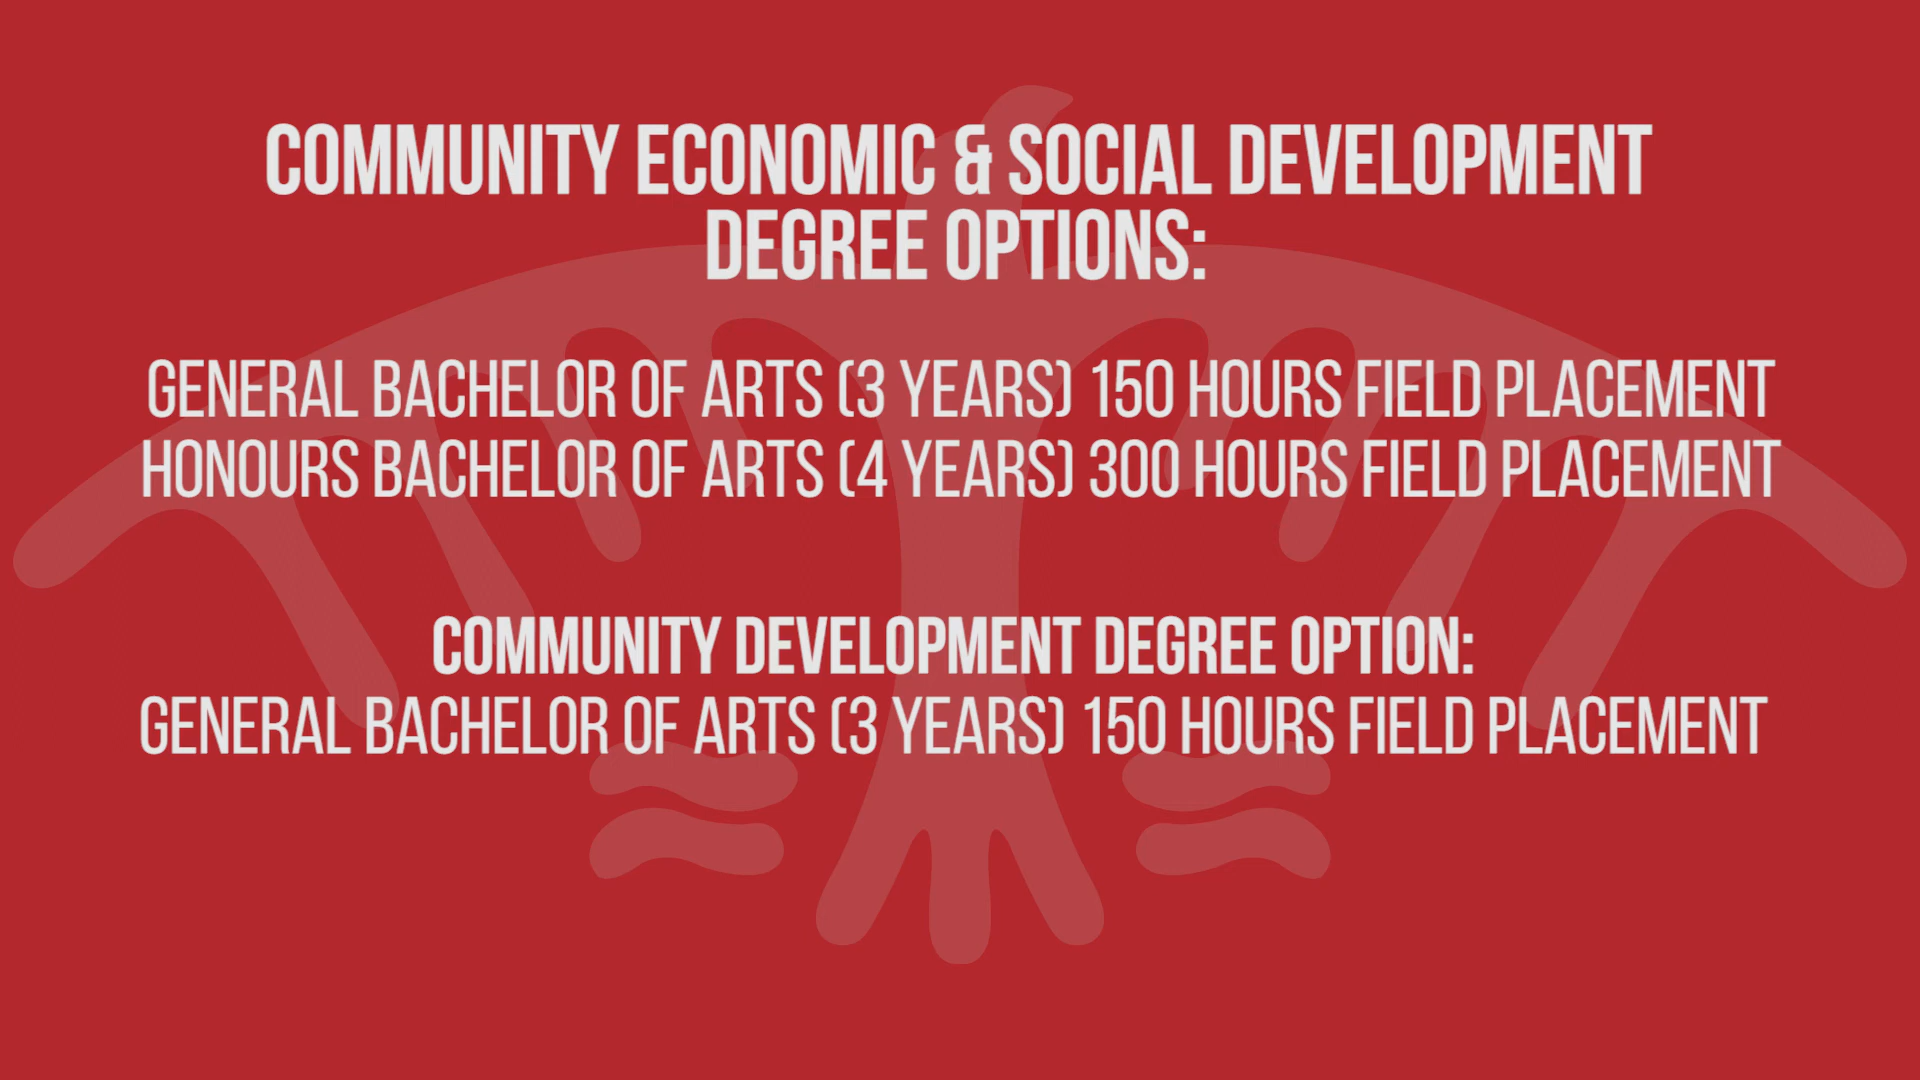 COMMUNITY ECONOMIC & SOCIAL DEVELOPMENT
DEGREE OPTIONS:
GENERAL BACHELOR OF ARTS (3 YEARS) 150 HOURS FIELD PLACEMENT
HONOURS BACHELOR OF ARTS (4 YEARS) 300 HOURS FIELD PLACEMENT
COMMUNITY DEVELOPMENT DEGREE OPTION:
GENERAL BACHELOR OF ARTS (3 YEARS) 150 HOURS FIELD PLACEMENT